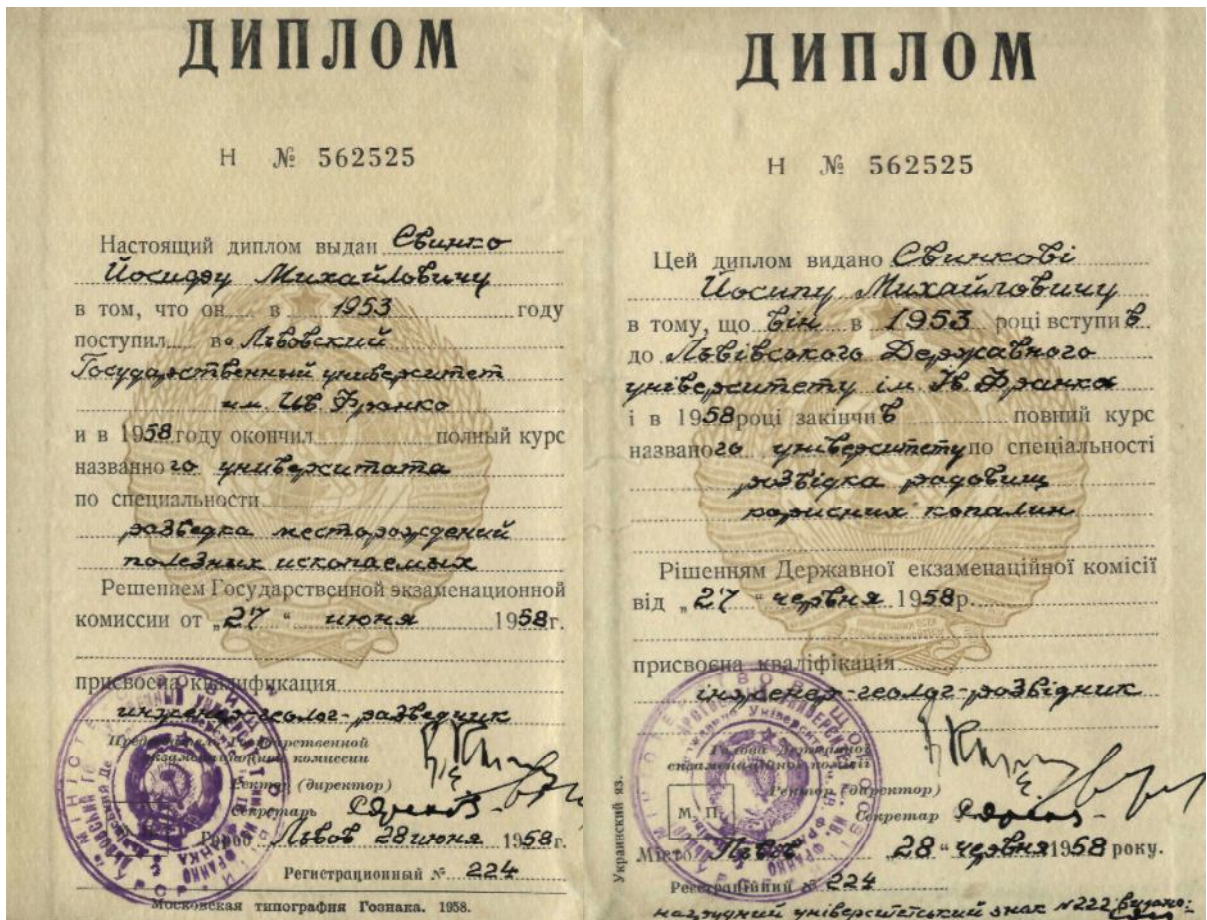 ДИПЛОМ
Н № 562525
Настоящий диплом выдан Свинко
Йосифу Михайловичу
в том, что он в 1953 году
поступил в Львовский
Государственный университет
им. Ив Франко
и в 1958 году окончил полный курс
названного университата
по специальности
разведка месторождений
полезных ископаемых
Решением Государственной экзаменационной
комиссии от „27“ июня 1958г.
присвоена квалификация
инженер-геолог-разведчик
Председатель Государственной
экзаменационной комиссии
Ректор (директор)
Секретарь
Город Львов 28 июня 1958г.
Регистрационный № 224
Московская типография Гознака. 1958.
ДИПЛОМ
Н № 562525
Цей диплом видано Свинкові
Йосипу Михайловичу
в тому, що він в 1953 році вступив
до Львівського Державного
університету ім. Ів Франка
і в 1958 році закінчив повний курс
названого університету по спеціальності
розвідка родовищ
корисних копалин
Рішенням Державної екзаменаційної комісії
від „27“ червня 1958р.
присвоєна кваліфікація
інженер-геолог-розвідник
Голова Державної
екзаменаційної комісії
Ректор (директор)
М. П.
Секретар
Місто Львов „28“ червня 1958 року.
Реєстраційний № 224
нагрудний університетський знак №222 видано:
Украинский яз.